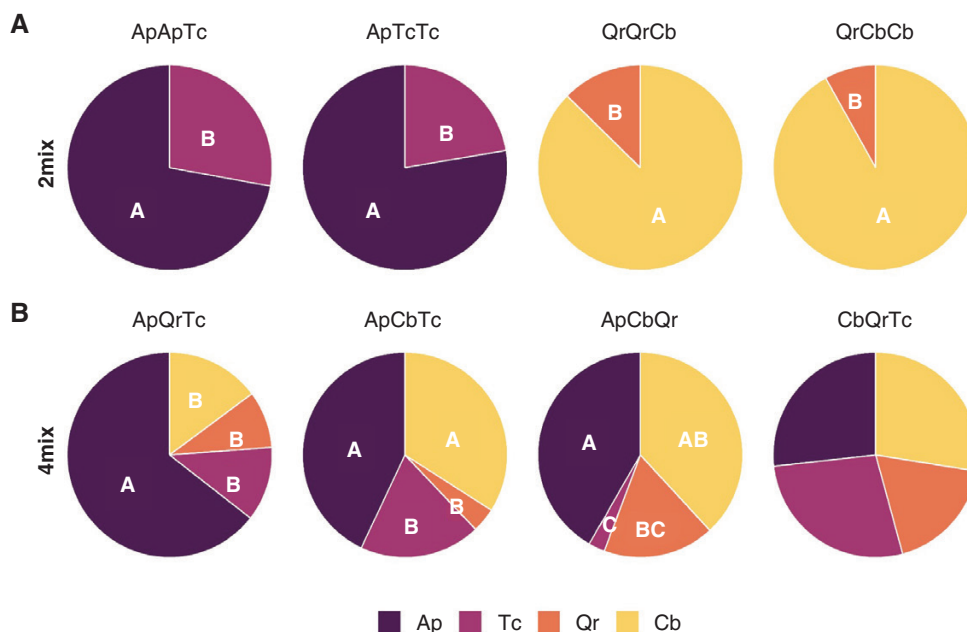 A
ApApTc ApTcTc QrQrCb QrCbCb
2mix
B B B B
A A A A
B
ApQrTc ApCbTc ApCbQr CbQrTc
4mix
B B B A
A A B B
A AB C BC
Ap Tc Qr Cb